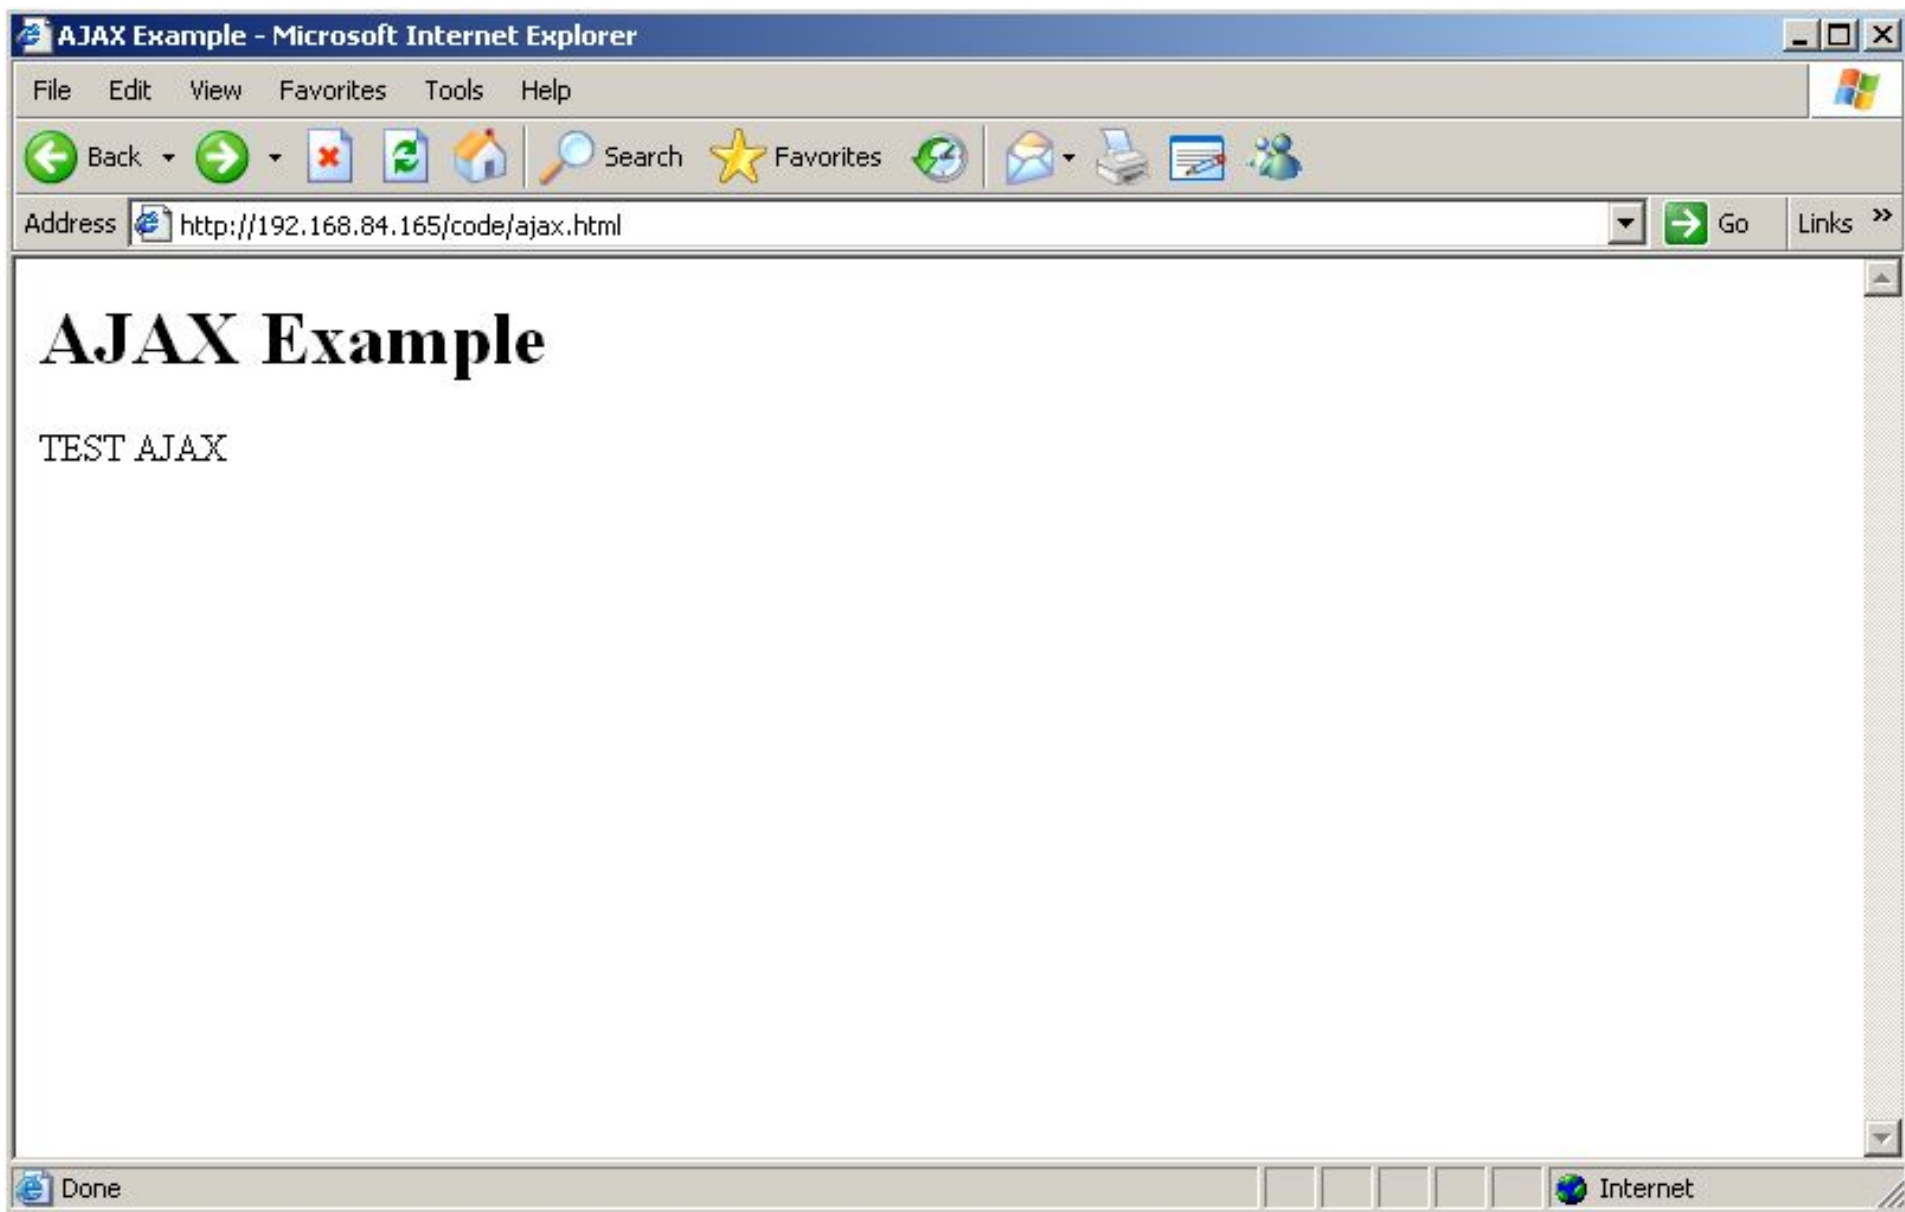 AJAX Example - Microsoft Internet Explorer
File Edit View Favorites Tools Help
Back Search Favorites
Address http://192.168.84.165/code/ajax.html Go Links »
AJAX Example
TEST AJAX
Done Internet